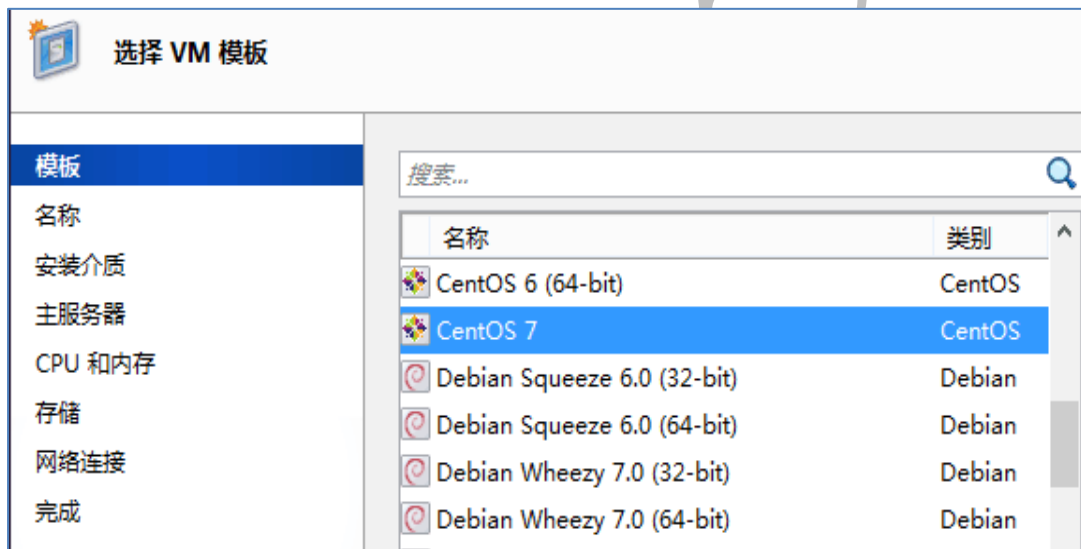 选择 VM 模板
模板
名称
安装介质
主服务器
CPU 和内存
存储
网络连接
完成
搜索...
名称 类别
CentOS 6 (64-bit) CentOS
CentOS 7 CentOS
Debian Squeeze 6.0 (32-bit) Debian
Debian Squeeze 6.0 (64-bit) Debian
Debian Wheezy 7.0 (32-bit) Debian
Debian Wheezy 7.0 (64-bit) Debian